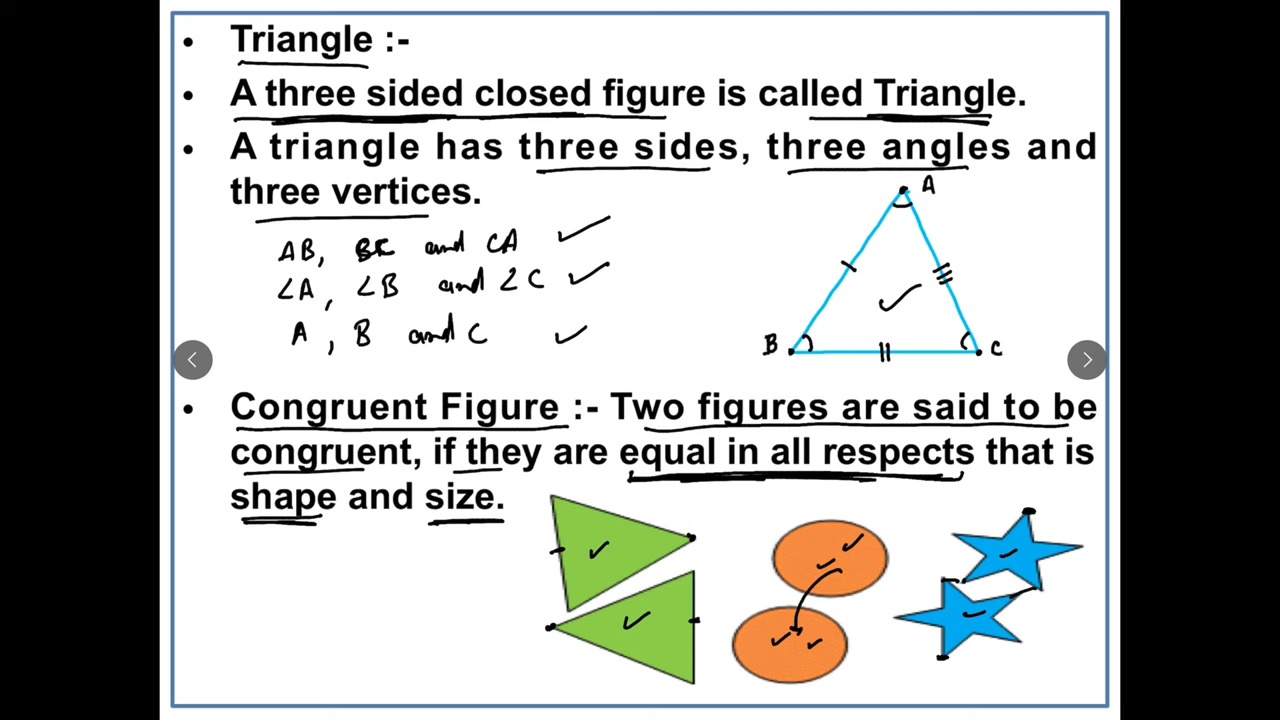 • Triangle :-
• A three sided closed figure is called Triangle.
• A triangle has three sides, three angles and
three vertices.
A
AB, BC and CA
∠A, ∠B and ∠C
A, B and C
B
C
• Congruent Figure :- Two figures are said to be
congruent, if they are equal in all respects that is
shape and size.